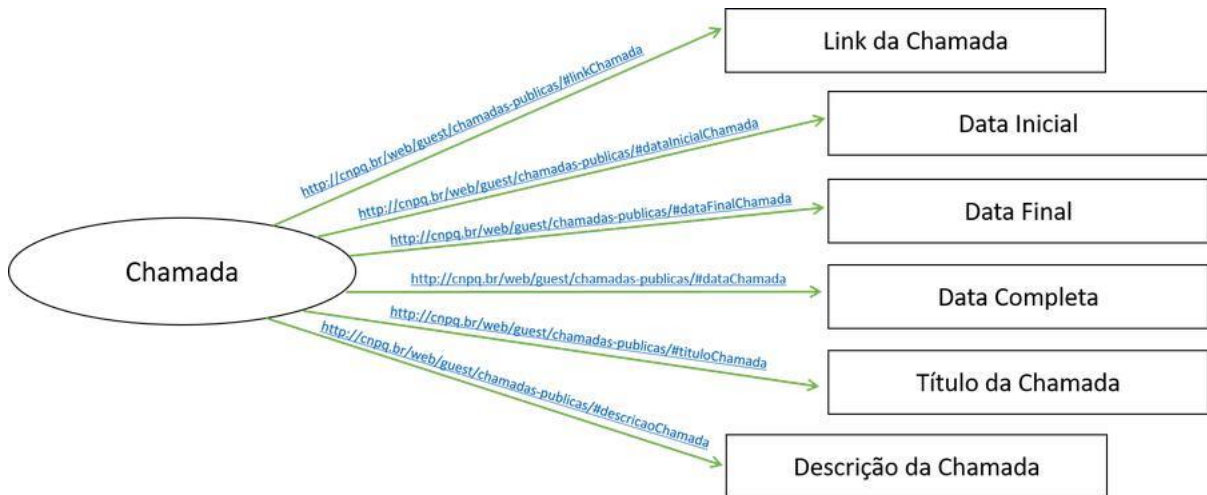 http://cnpq.br/web/guest/chamadas-publicas/#linkChamada
Link da Chamada
http://cnpq.br/web/guest/chamadas-publicas/#dataInicialChamada
Data Inicial
http://cnpq.br/web/guest/chamadas-publicas/#dataFinalChamada
Data Final
Chamada
http://cnpq.br/web/guest/chamadas-publicas/#dataChamada
Data Completa
http://cnpq.br/web/guest/chamadas-publicas/#tituloChamada
Título da Chamada
http://cnpq.br/web/guest/chamadas-publicas/#descricaoChamada
Descrição da Chamada